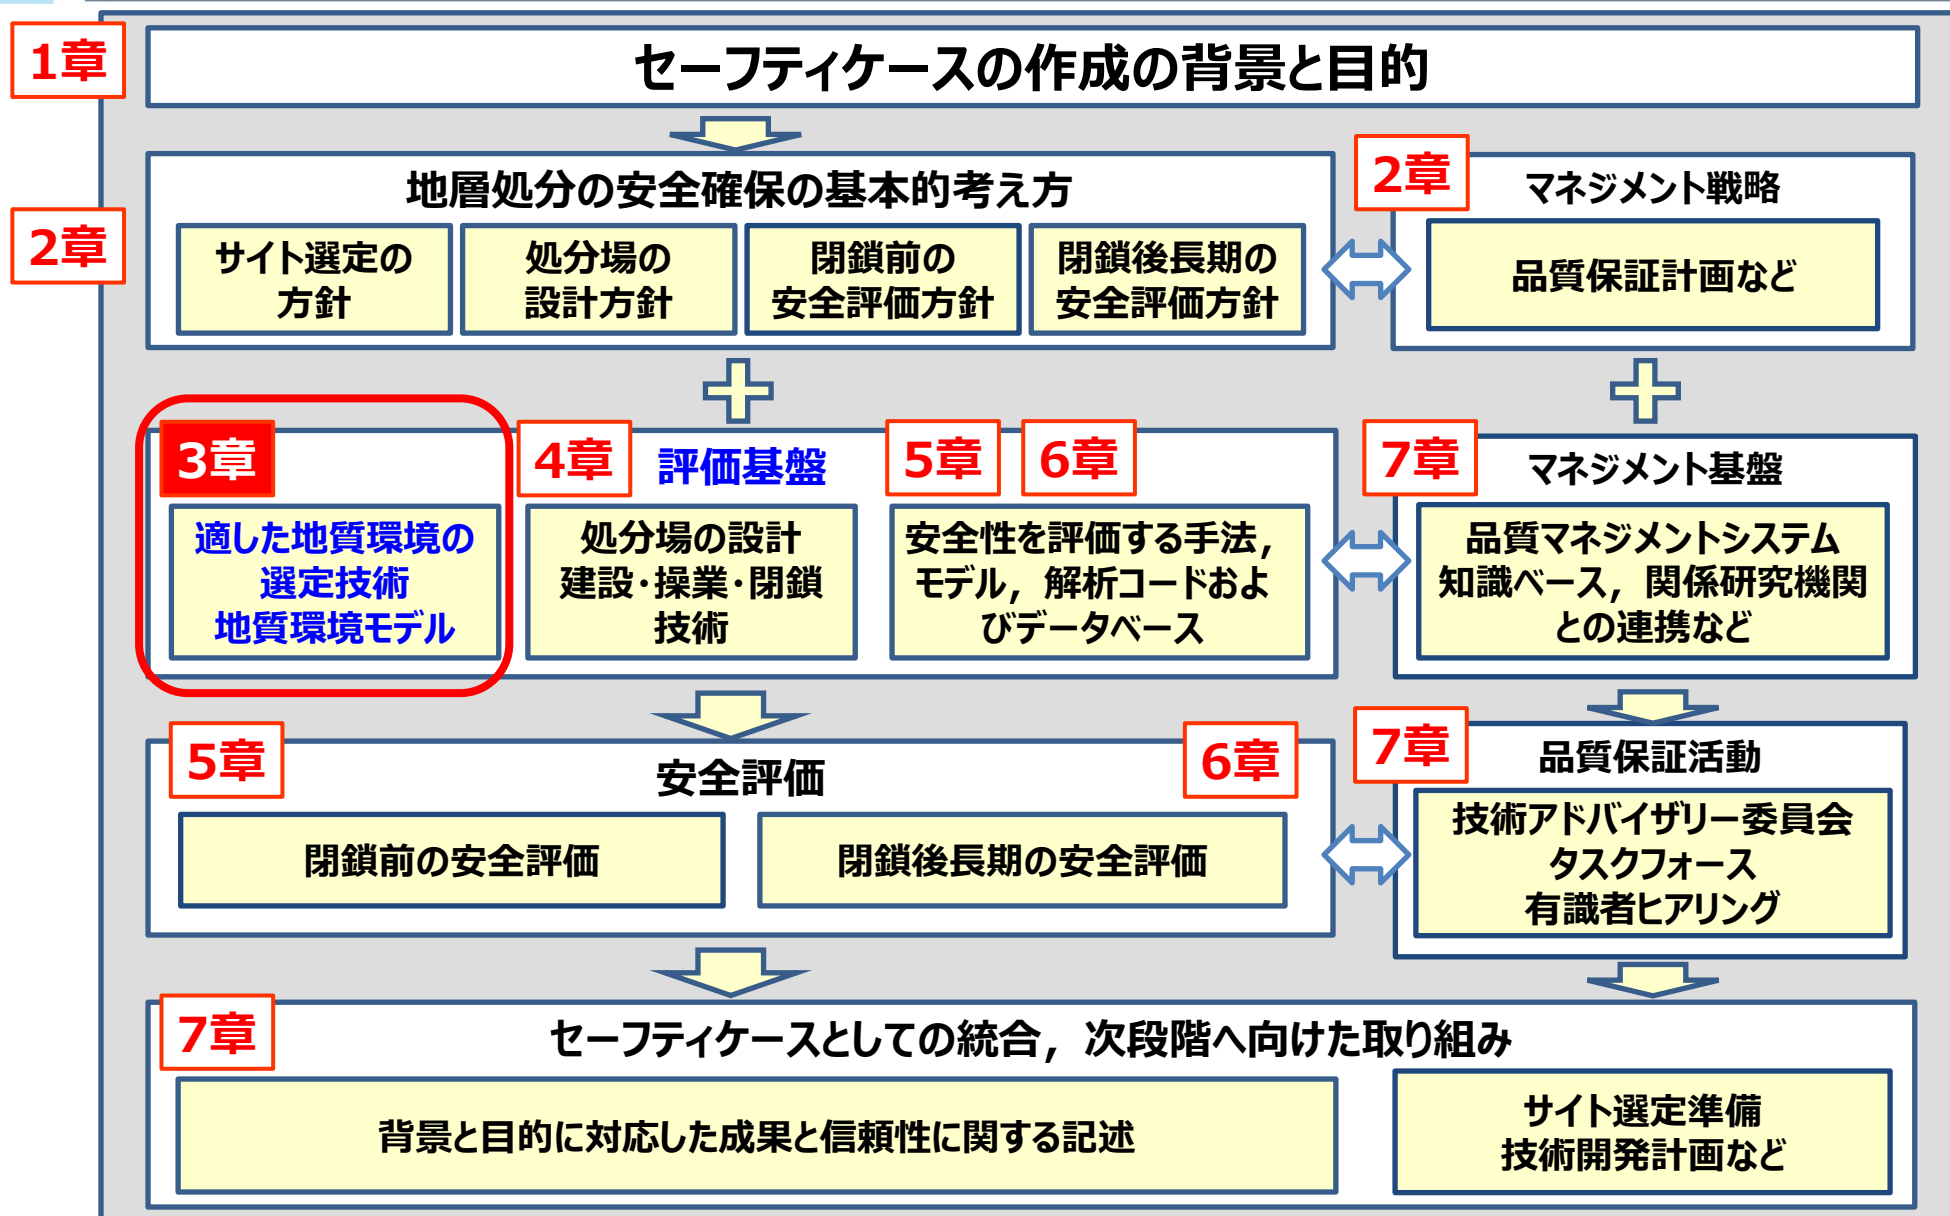 1章
セーフティケースの作成の背景と目的
2章
地層処分の安全確保の基本的考え方
サイト選定の
方針
処分場の
設計方針
閉鎖前の
安全評価方針
閉鎖後長期の
安全評価方針
2章
マネジメント戦略
品質保証計画など
3章
適した地質環境の
選定技術
地質環境モデル
4章
評価基盤
処分場の設計
建設・操業・閉鎖
技術
5章
6章
安全性を評価する手法，
モデル，解析コードおよ
びデータベース
7章
マネジメント基盤
品質マネジメントシステム
知識ベース，関係研究機関
との連携など
5章
安全評価
6章
閉鎖前の安全評価
閉鎖後長期の安全評価
7章
品質保証活動
技術アドバイザリー委員会
タスクフォース
有識者ヒアリング
7章
セーフティケースとしての統合，次段階へ向けた取り組み
背景と目的に対応した成果と信頼性に関する記述
サイト選定準備
技術開発計画など